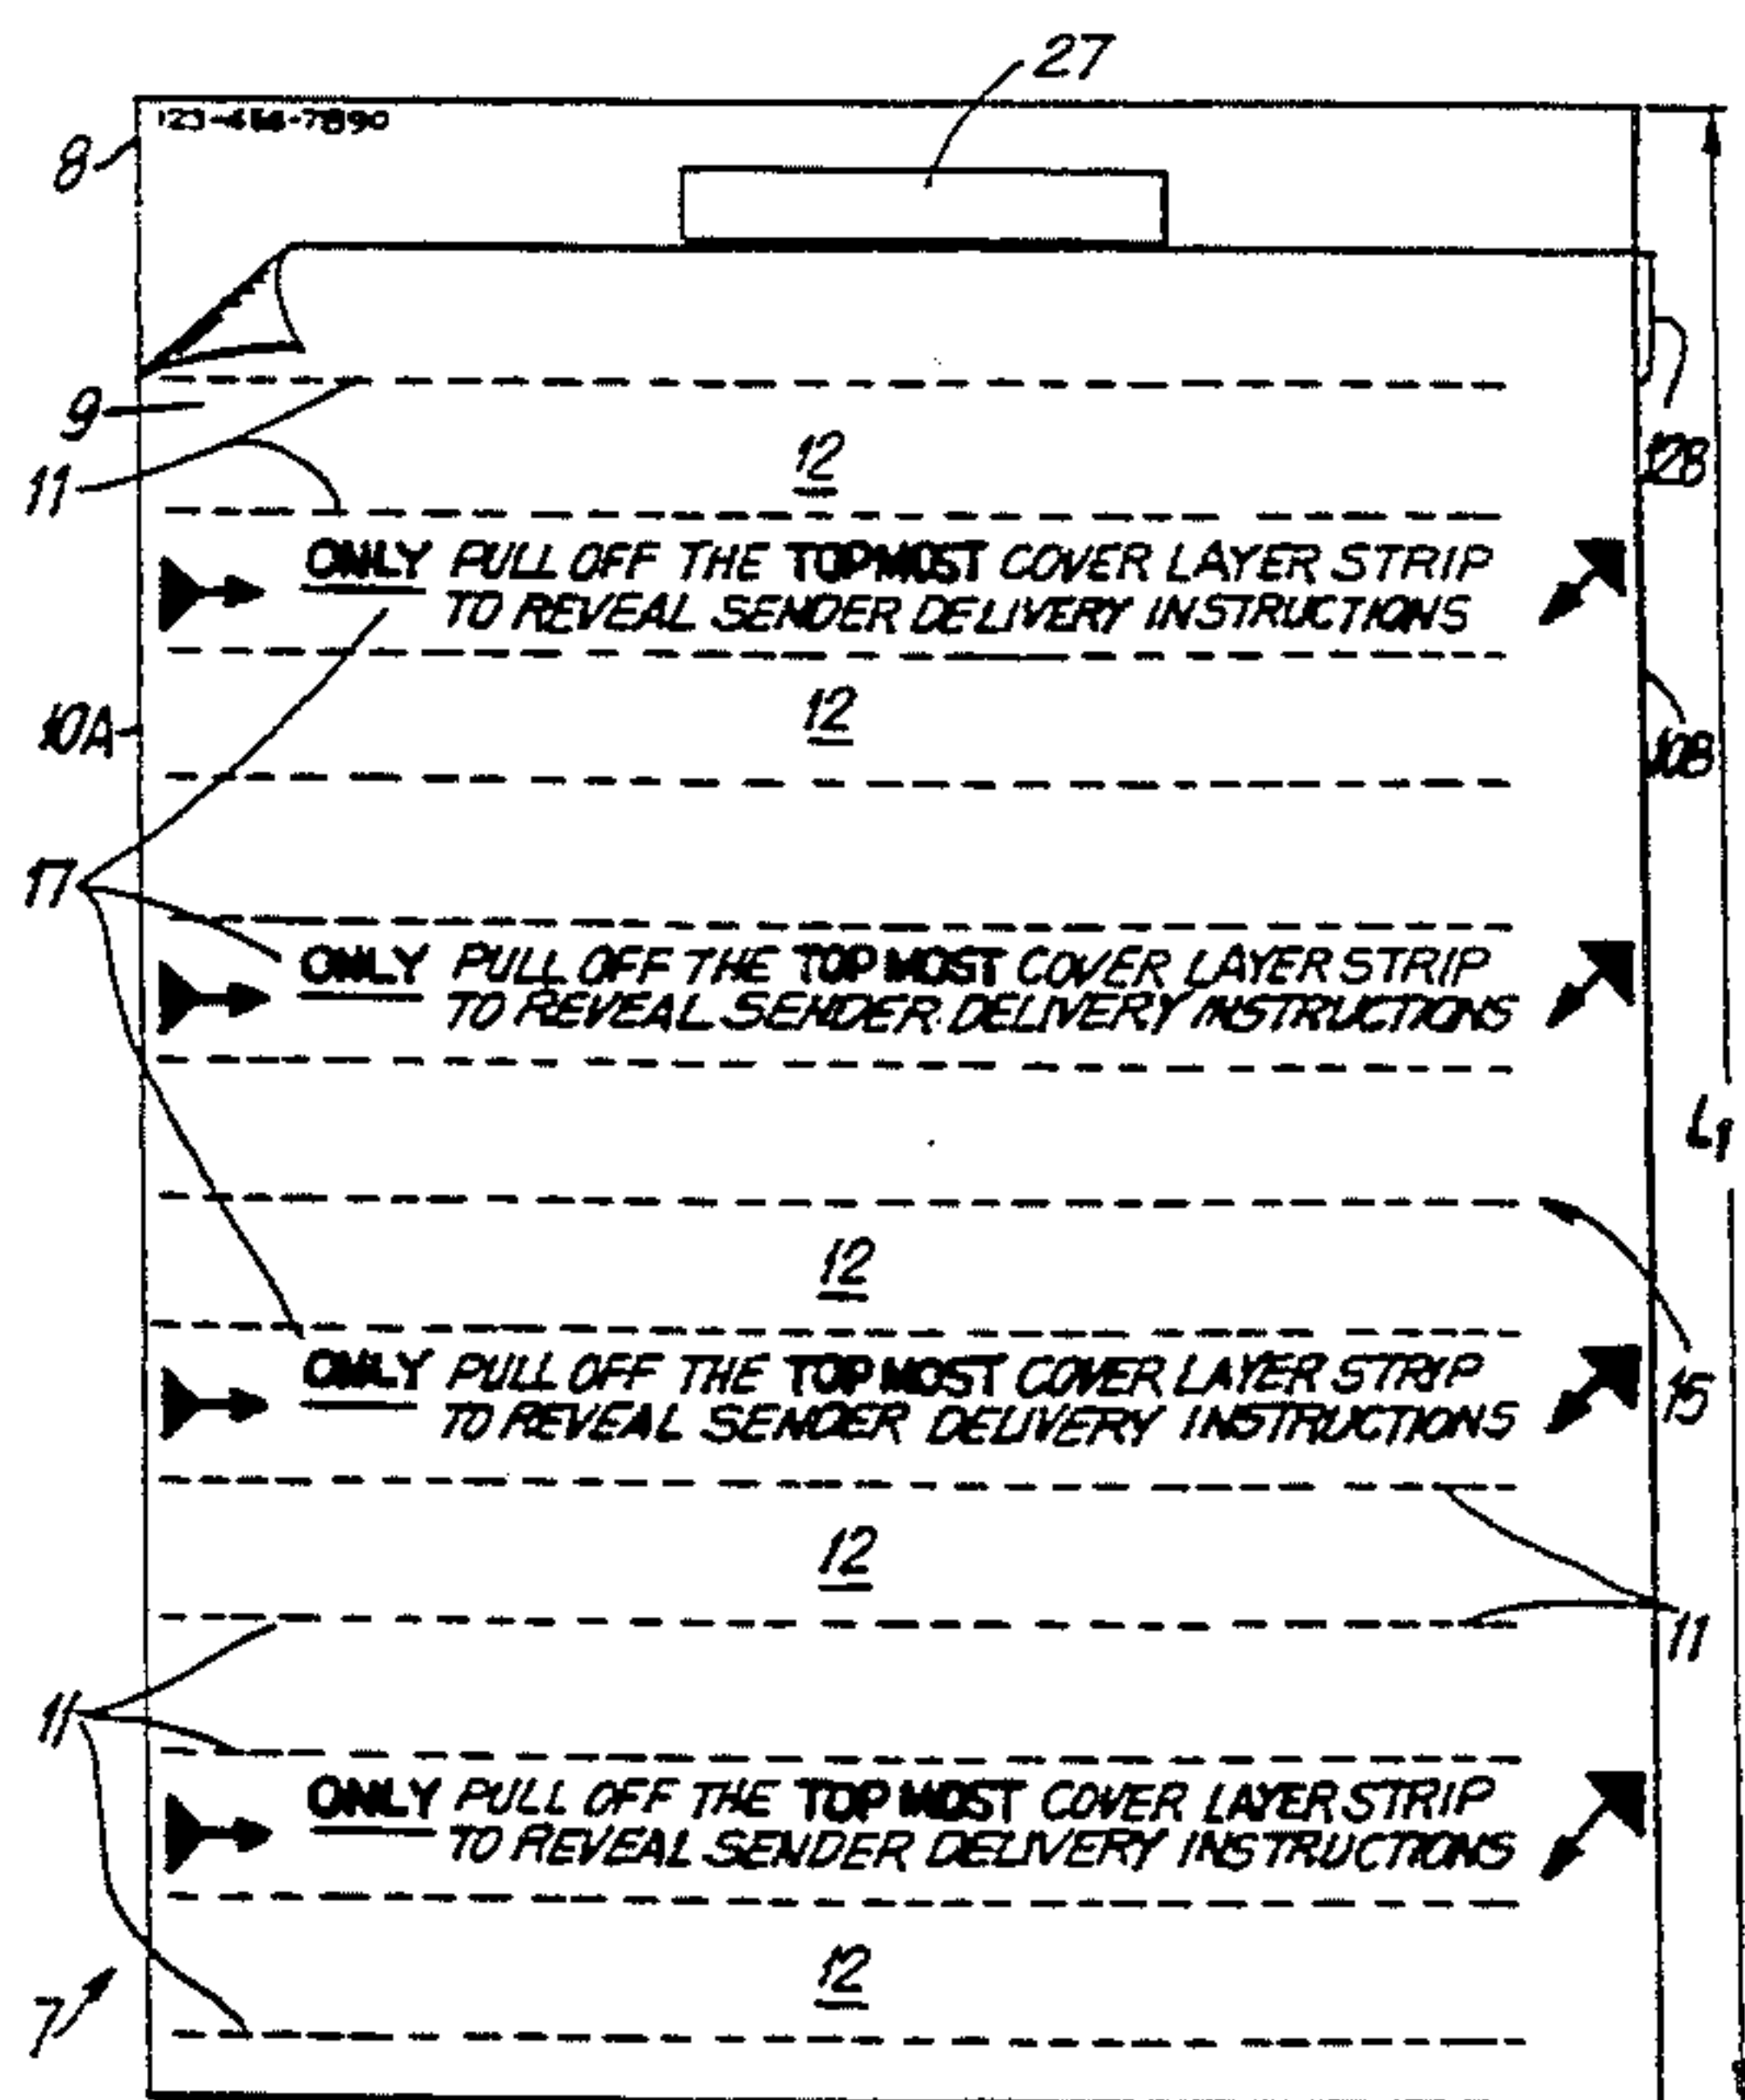 27
123-456-7890
8
9
12
128
11
ONLY PULL OFF THE TOPMOST COVER LAYER STRIP
TO REVEAL SENDER DELIVERY INSTRUCTIONS
12
10A
10B
17
ONLY PULL OFF THE TOP MOST COVER LAYER STRIP
TO REVEAL SENDER DELIVERY INSTRUCTIONS
L1
12
ONLY PULL OFF THE TOP MOST COVER LAYER STRIP
TO REVEAL SENDER DELIVERY INSTRUCTIONS
15
12
11
11
ONLY PULL OFF THE TOP MOST COVER LAYER STRIP
TO REVEAL SENDER DELIVERY INSTRUCTIONS
12
7